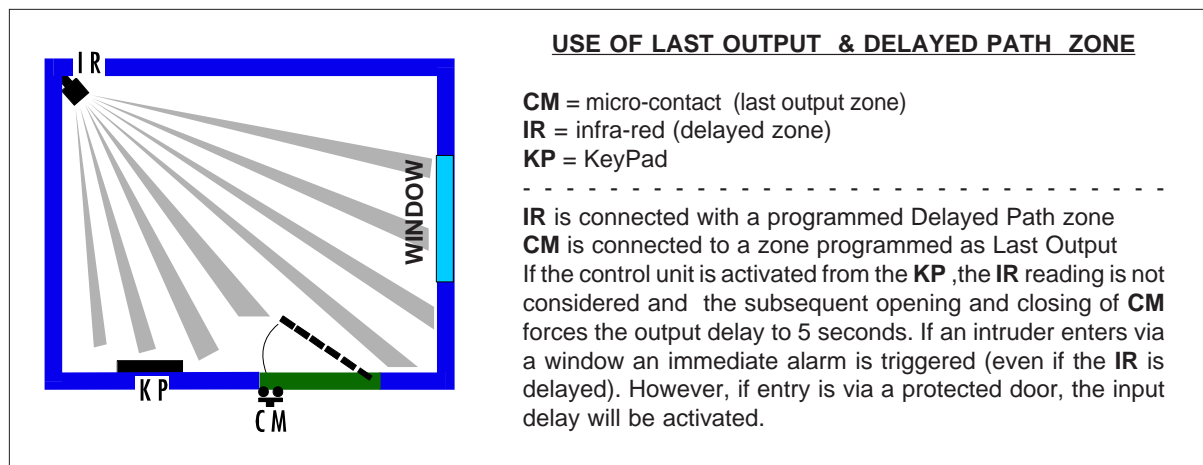 IR
WINDOW
KP
CM
USE OF LAST OUTPUT & DELAYED PATH ZONE
CM = micro-contact (last output zone)
IR = infra-red (delayed zone)
KP = KeyPad
- - - - - - - - - - - - - - - - - - - - - - - - - - - - - -
IR is connected with a programmed Delayed Path zone
CM is connected to a zone programmed as Last Output
If the control unit is activated from the KP ,the IR reading is not
considered and the subsequent opening and closing of CM
forces the output delay to 5 seconds. If an intruder enters via
a window an immediate alarm is triggered (even if the IR is
delayed). However, if entry is via a protected door, the input
delay will be activated.